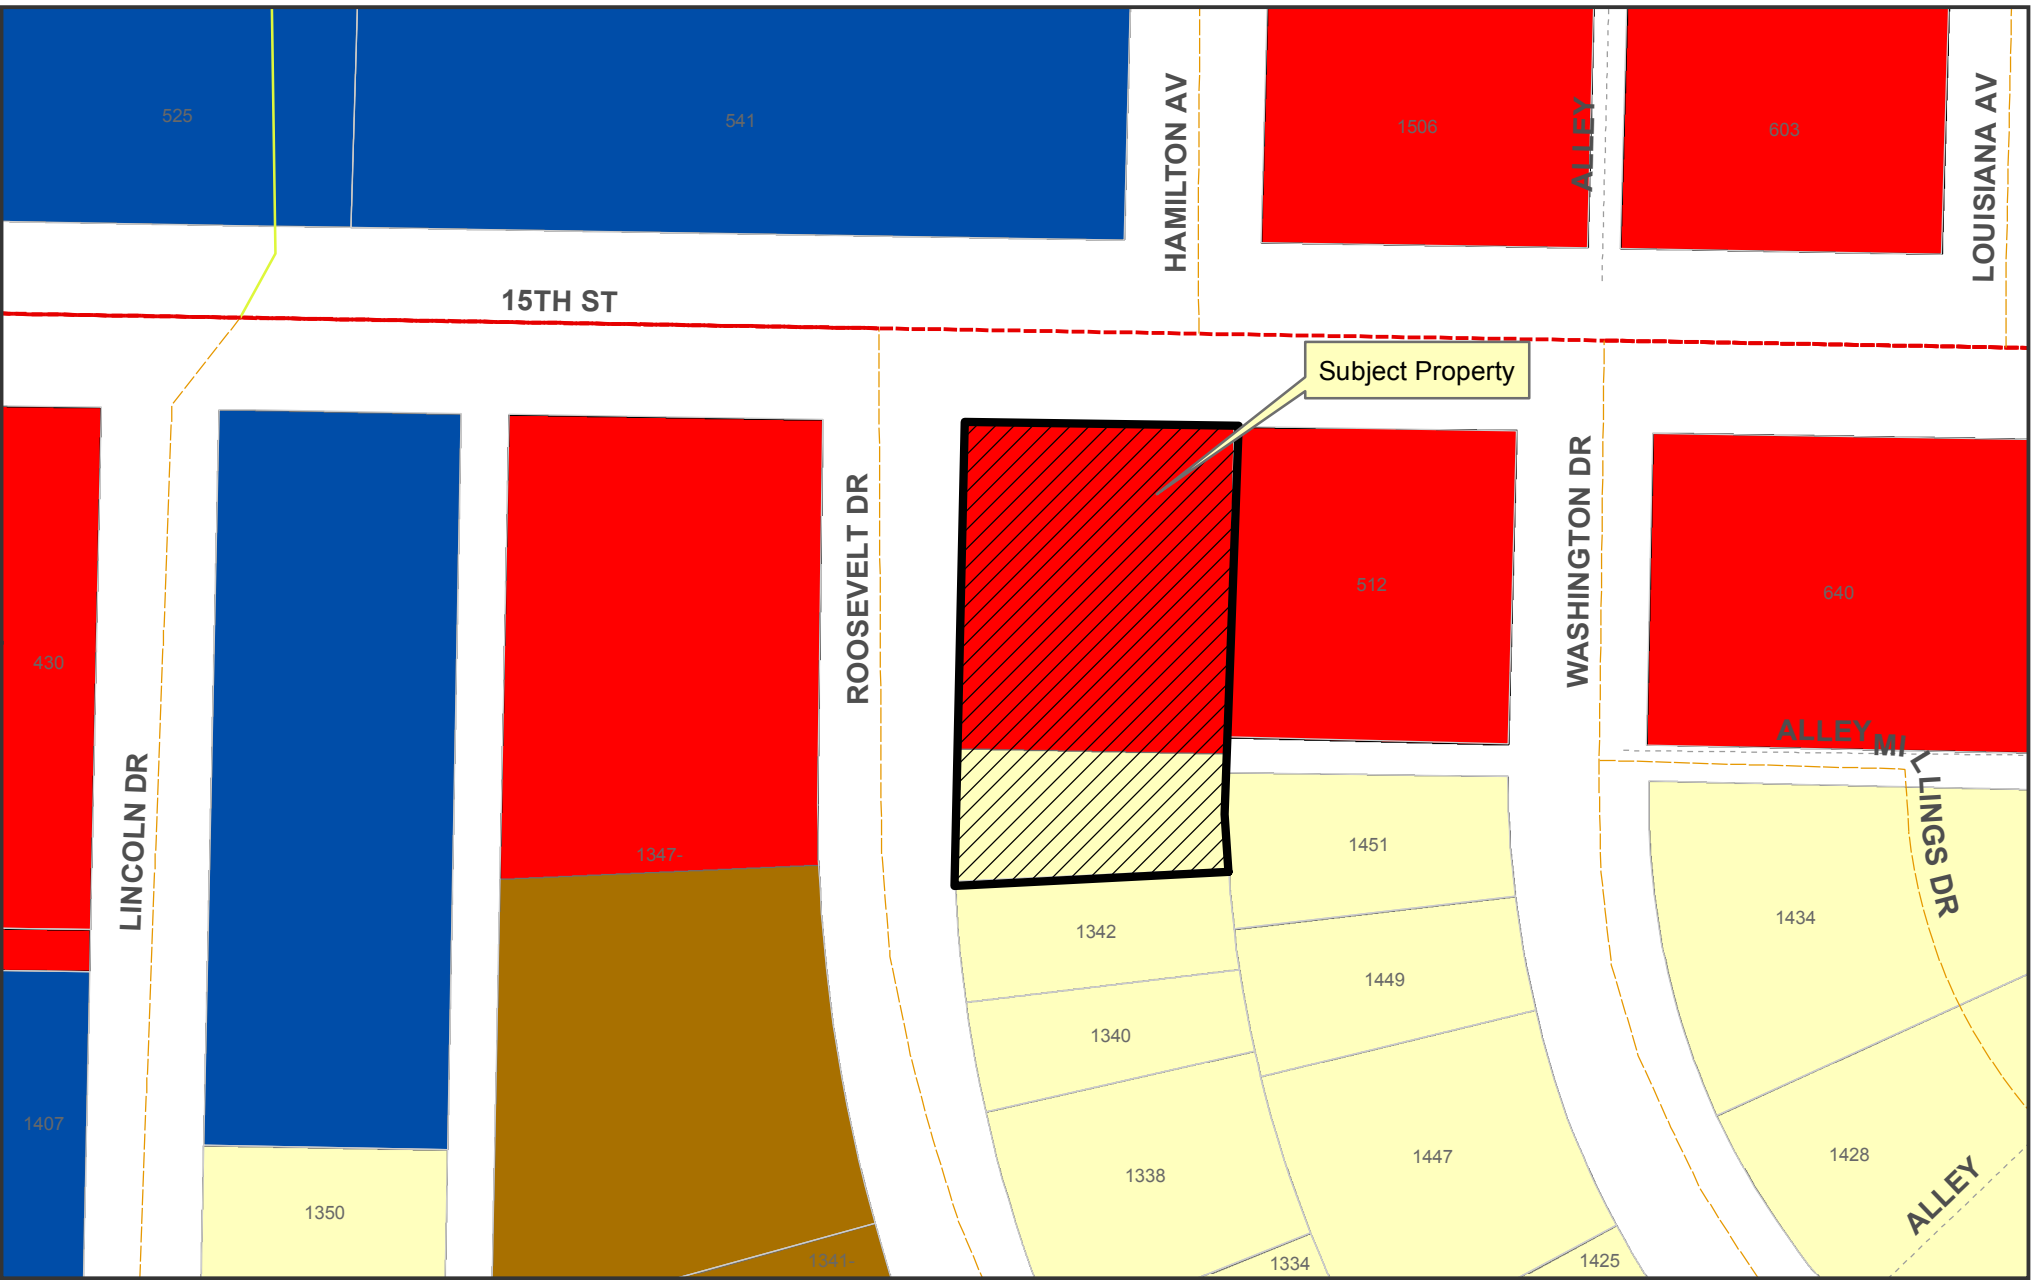 525
541
HAMILTON AV
1506
ALLEY
603
LOUISIANA AV
15TH ST
Subject Property
430
LINCOLN DR
1347-
ROOSEVELT DR
512
WASHINGTON DR
640
ALLEY
MILLINGS DR
1451
1434
1342
1449
1340
1407
1338
1447
1428
ALLEY
1350
1341-
1334
1425